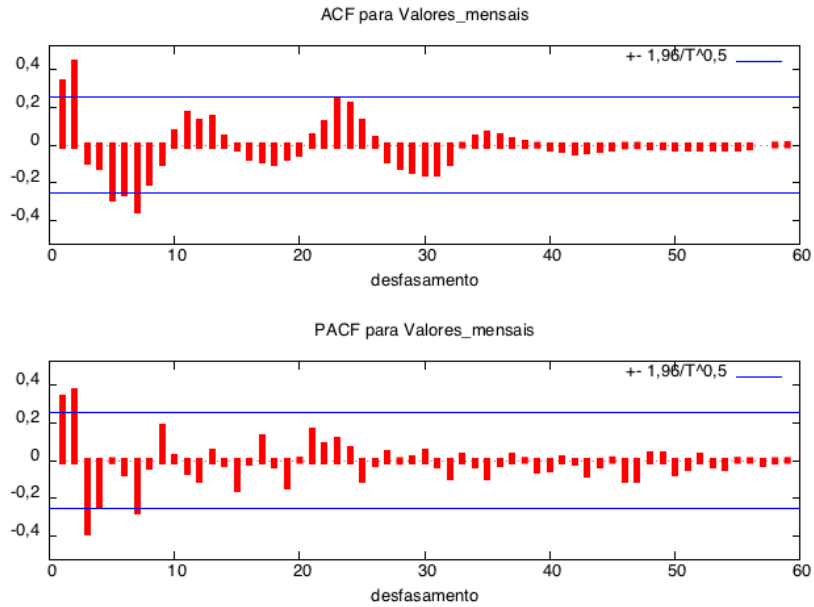 ACF para Valores_mensais
+- 1,96/T^0,5
0,4
0,2
0
-0,2
-0,4
0 10 20 30 40 50 60
desfasamento
PACF para Valores_mensais
+- 1,96/T^0,5
0,4
0,2
0
-0,2
-0,4
0 10 20 30 40 50 60
desfasamento